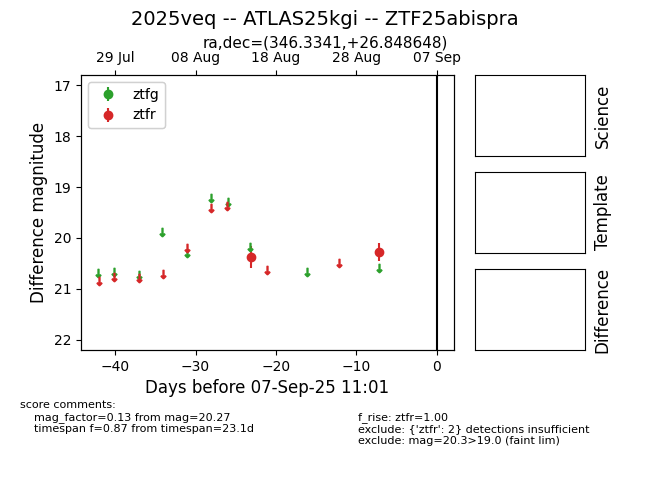 2025veq -- ATLAS25kgi -- ZTF25abispra
ra,dec=(346.3341,+26.848648)
29 Jul 08 Aug 18 Aug 28 Aug 07 Sep
ztfg
ztfr
17
18
19
20
21
22
Difference magnitude
−40 −30 −20 −10 0
Days before 07-Sep-25 11:01
Science
Template
Difference
score comments:
mag_factor=0.13 from mag=20.27
timespan f=0.87 from timespan=23.1d
f_rise: ztfr=1.00
exclude: {'ztfr': 2} detections insufficient
exclude: mag=20.3>19.0 (faint lim)